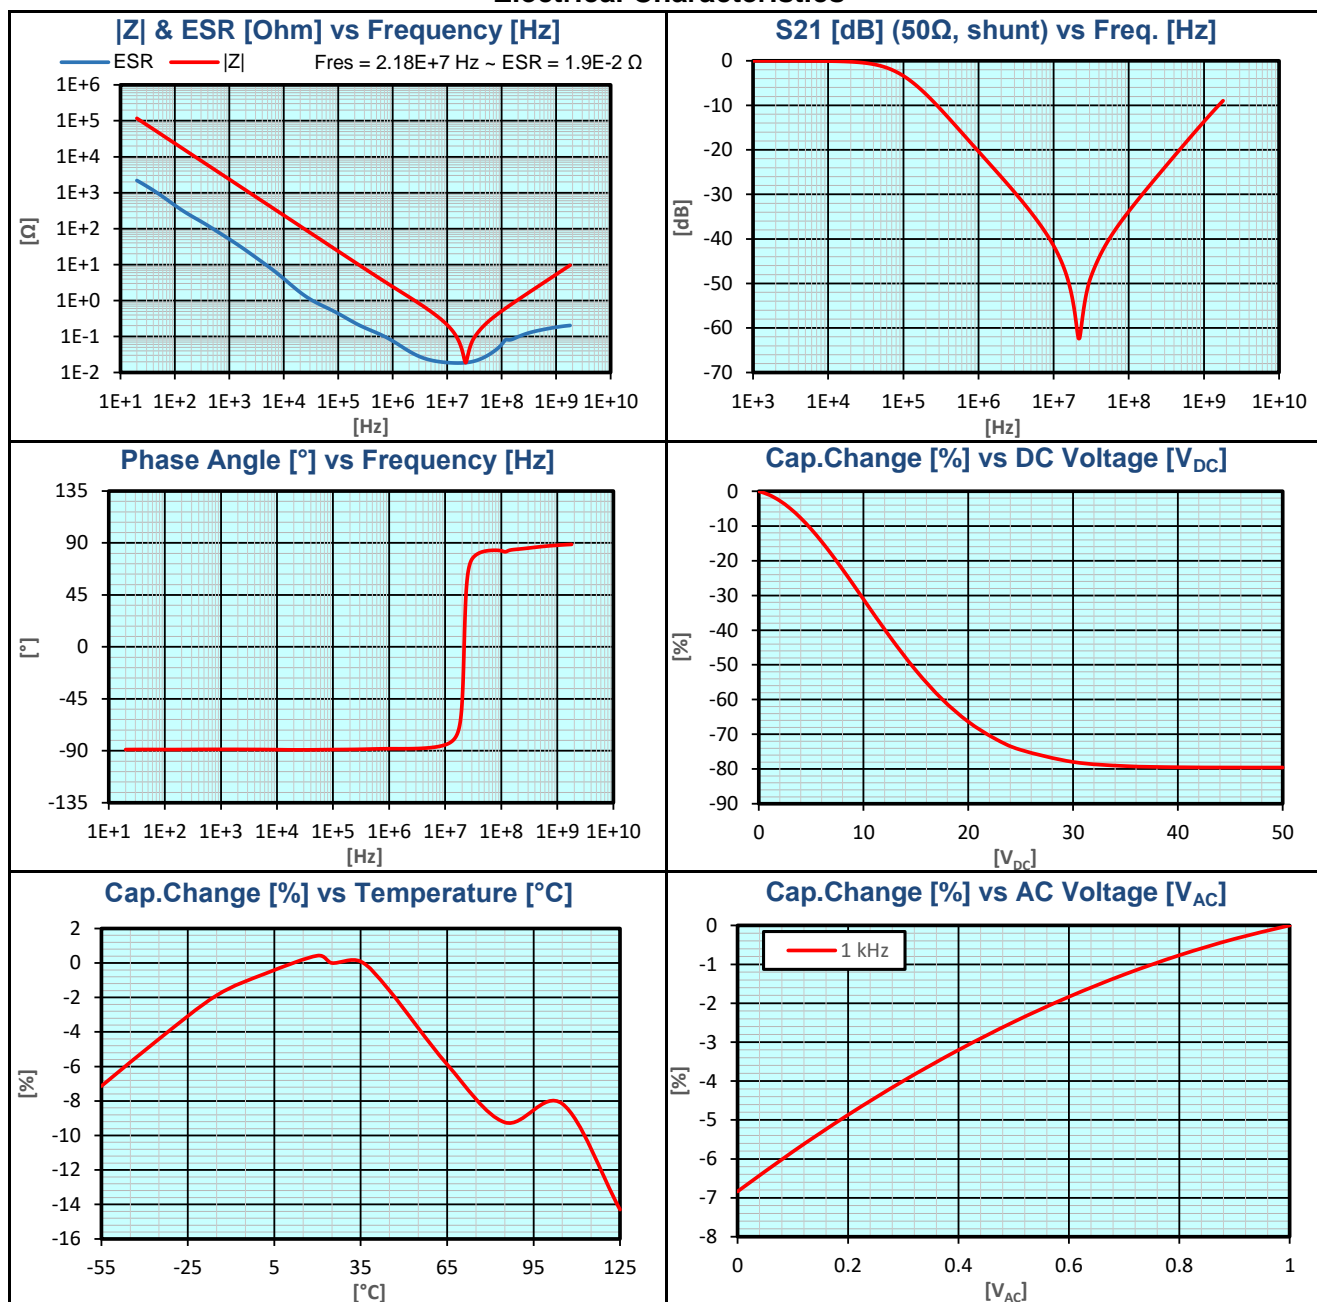 Electrical Characteristics
|Z| & ESR [Ohm] vs Frequency [Hz]
ESR |Z| Fres = 2.18E+7 Hz ~ ESR = 1.9E-2 Ω
1E+6
1E+5
1E+4
1E+3
1E+2
1E+1
1E+0
1E-1
1E-2
[Ω]
1E+1 1E+2 1E+3 1E+4 1E+5 1E+6 1E+7 1E+8 1E+9 1E+10
[Hz]
S21 [dB] (50Ω, shunt) vs Freq. [Hz]
0
-10
-20
-30
-40
-50
-60
-70
[dB]
1E+3 1E+4 1E+5 1E+6 1E+7 1E+8 1E+9 1E+10
[Hz]
Phase Angle [°] vs Frequency [Hz]
135
90
45
0
-45
-90
-135
[°]
1E+1 1E+2 1E+3 1E+4 1E+5 1E+6 1E+7 1E+8 1E+9 1E+10
[Hz]
Cap.Change [%] vs DC Voltage [VDC]
0
-10
-20
-30
-40
-50
-60
-70
-80
-90
[%]
0 10 20 30 40 50
[VDC]
Cap.Change [%] vs Temperature [°C]
2
0
-2
-4
-6
-8
-10
-12
-14
-16
[%]
-55 -25 5 35 65 95 125
[°C]
Cap.Change [%] vs AC Voltage [VAC]
1 kHz
0
-1
-2
-3
-4
-5
-6
-7
-8
[%]
0 0.2 0.4 0.6 0.8 1
[VAC]